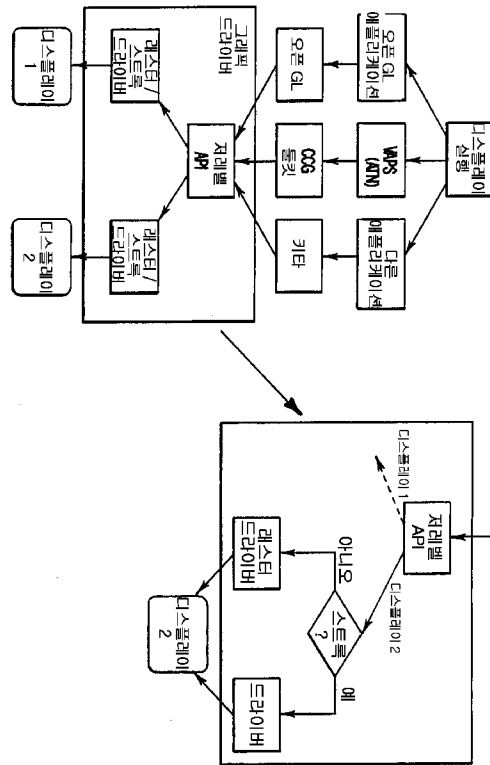 디스플레이
실행
오픈 GL
애플리케이션
VAPS
(ATN)
다른
애플리케이션
오픈 GL
CCG
툴킷
키타
그래픽
드라이버
저레벨
API
래스터/
스트록
드라이버
래스터/
스트록
드라이버
디스플레이
1
디스플레이
2
저레벨
API
디스플레이 1
디스플레이 2
스트록
?
아니오
예
래스터
드라이버
드라이버
디스플레이
2